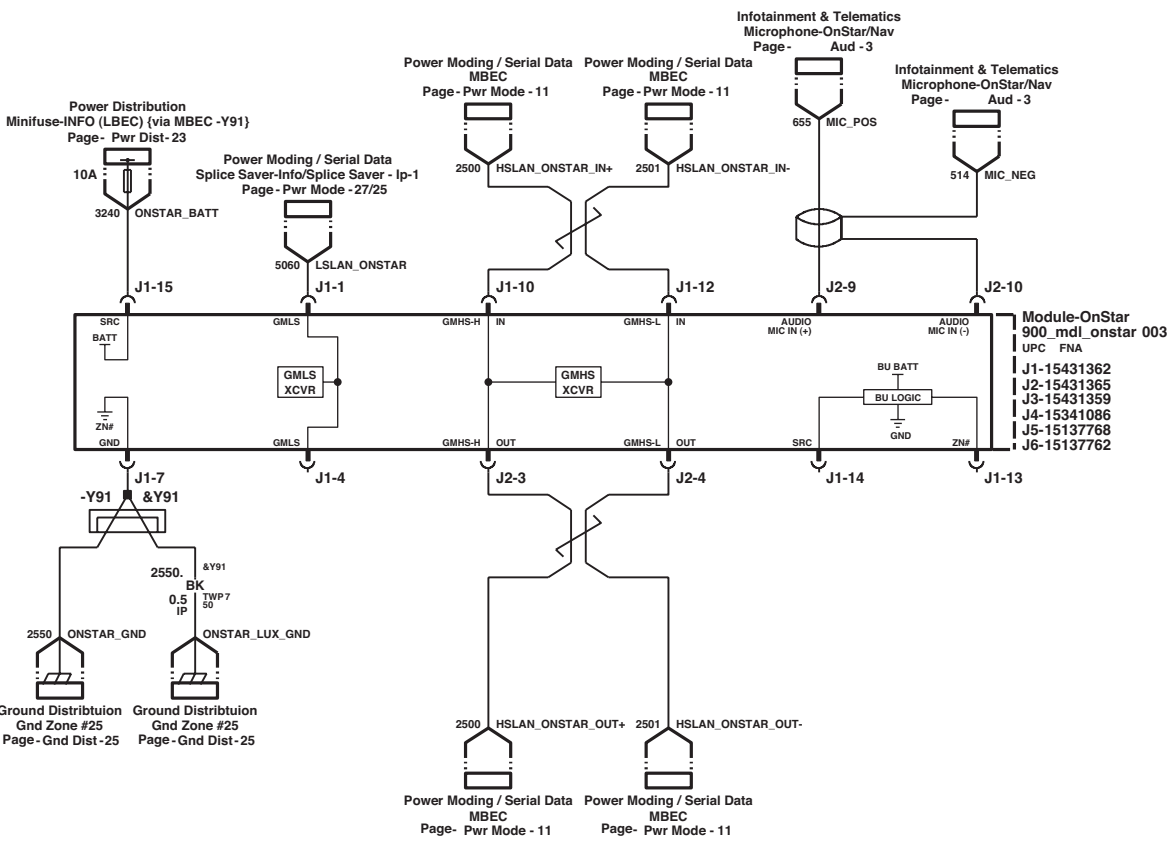 Infotainment & Telematics
Microphone-OnStar/Nav
Page - Aud - 3
Infotainment & Telematics
Microphone-OnStar/Nav
Page - Aud - 3
Power Moding / Serial Data
MBEC
Page - Pwr Mode - 11
Power Moding / Serial Data
MBEC
Page - Pwr Mode - 11
Power Distribution
Minifuse-INFO (LBEC) {via MBEC -Y91}
Page - Pwr Dist-23
Power Moding / Serial Data
Splice Saver-Info/Splice Saver - Ip-1
Page - Pwr Mode - 27/25
10A
3240 ONSTAR_BATT
5060 LSLAN_ONSTAR
2500 HSLAN_ONSTAR_IN+
2501 HSLAN_ONSTAR_IN-
655 MIC_POS
514 MIC_NEG
J1-15
J1-1
J1-10
J1-12
J2-9
J2-10
SRC
BATT
GMLS
GMHS-H IN
GMHS-L IN
AUDIO
MIC IN (+)
AUDIO
MIC IN (-)
GMLS
XCVR
GMHS
XCVR
BU BATT
BU LOGIC
GND
ZN#
GND
GMLS
GMHS-H OUT
GMHS-L OUT
SRC
ZN#
Module-OnStar
900_mdl_onstar 003
UPC FNA
J1-15431362
J2-15431365
J3-15431359
J4-15341086
J5-15137768
J6-15137762
J1-7
J1-4
J2-3
J2-4
J1-14
J1-13
-Y91 &Y91
2550.
&Y91
BK
0.5
IP
TWP7
50
2550 ONSTAR_GND
ONSTAR_LUX_GND
Ground Distribtuion
Gnd Zone #25
Page - Gnd Dist - 25
Ground Distribtuion
Gnd Zone #25
Page - Gnd Dist - 25
2500 HSLAN_ONSTAR_OUT+
2501 HSLAN_ONSTAR_OUT-
Power Moding / Serial Data
MBEC
Page- Pwr Mode - 11
Power Moding / Serial Data
MBEC
Page- Pwr Mode - 11